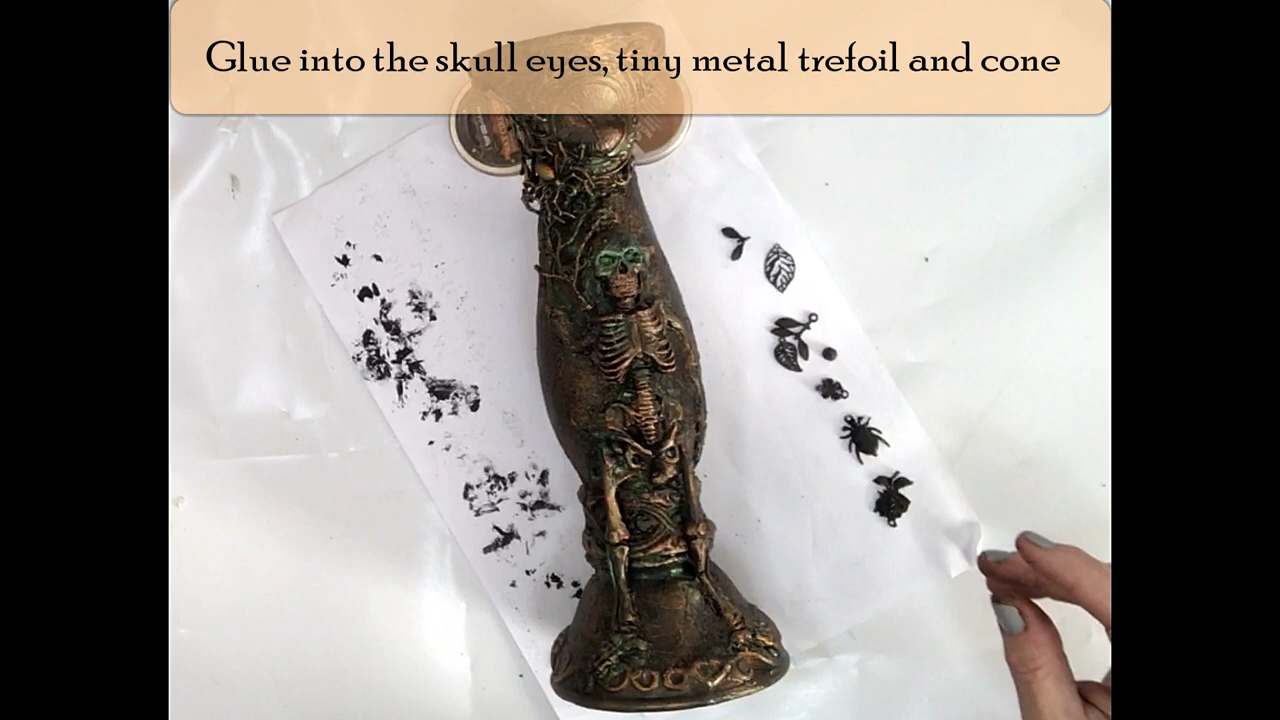 Glue into the skull eyes, tiny metal trefoil and cone